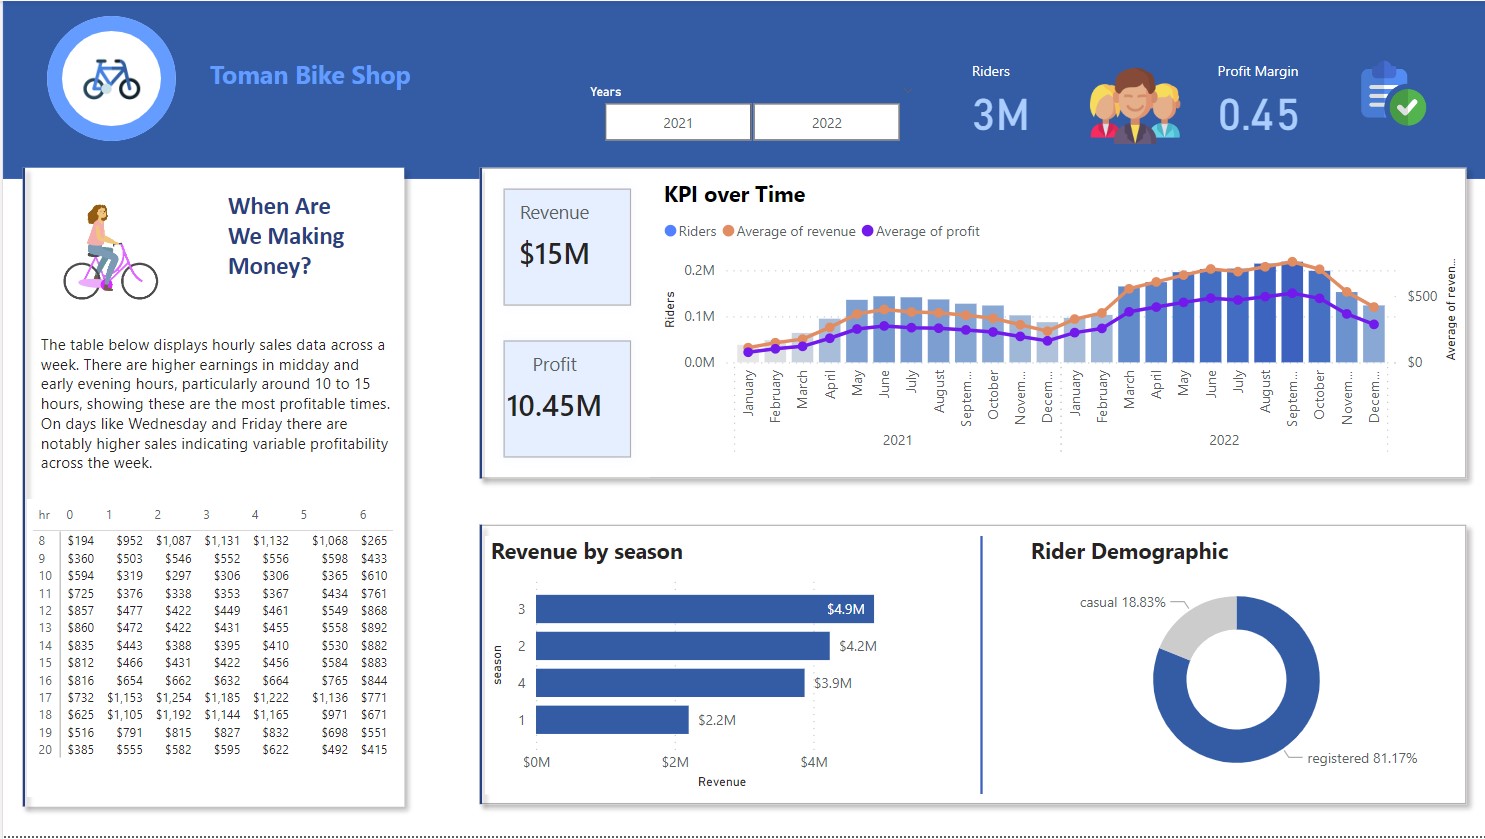 Toman Bike Shop
Years
2021 2022
Riders
3M
Profit Margin
0.45
When Are
We Making
Money?
The table below displays hourly sales data across a
week. There are higher earnings in midday and
early evening hours, particularly around 10 to 15
hours, showing these are the most profitable times.
On days like Wednesday and Friday there are
notably higher sales indicating variable profitability
across the week.
hr 0 1 2 3 4 5 6
8 $194 $952 $1,087 $1,131 $1,132 $1,068 $265
9 $360 $503 $546 $552 $556 $598 $433
10 $594 $319 $297 $306 $306 $365 $610
11 $725 $376 $338 $353 $367 $434 $761
12 $857 $477 $422 $449 $461 $549 $868
13 $860 $472 $422 $431 $455 $558 $892
14 $835 $443 $388 $395 $410 $530 $882
15 $812 $466 $431 $422 $456 $584 $883
16 $816 $654 $662 $632 $664 $765 $844
17 $732 $1,153 $1,254 $1,185 $1,222 $1,136 $771
18 $625 $1,105 $1,192 $1,144 $1,165 $971 $671
19 $516 $791 $815 $827 $832 $698 $551
20 $385 $555 $582 $595 $622 $492 $415
Revenue
$15M
Profit
10.45M
KPI over Time
Riders Average of revenue Average of profit
Riders
0.2M
0.1M
0.0M
$500
$0
Average of reven...
January February March April May June July August Septem... October Novem... Decem... January February March April May June July August Septem... October Novem... Decem...
2021 2022
Revenue by season
season
3 $4.9M
2 $4.2M
4 $3.9M
1 $2.2M
$0M $2M $4M
Revenue
Rider Demographic
casual 18.83%
registered 81.17%